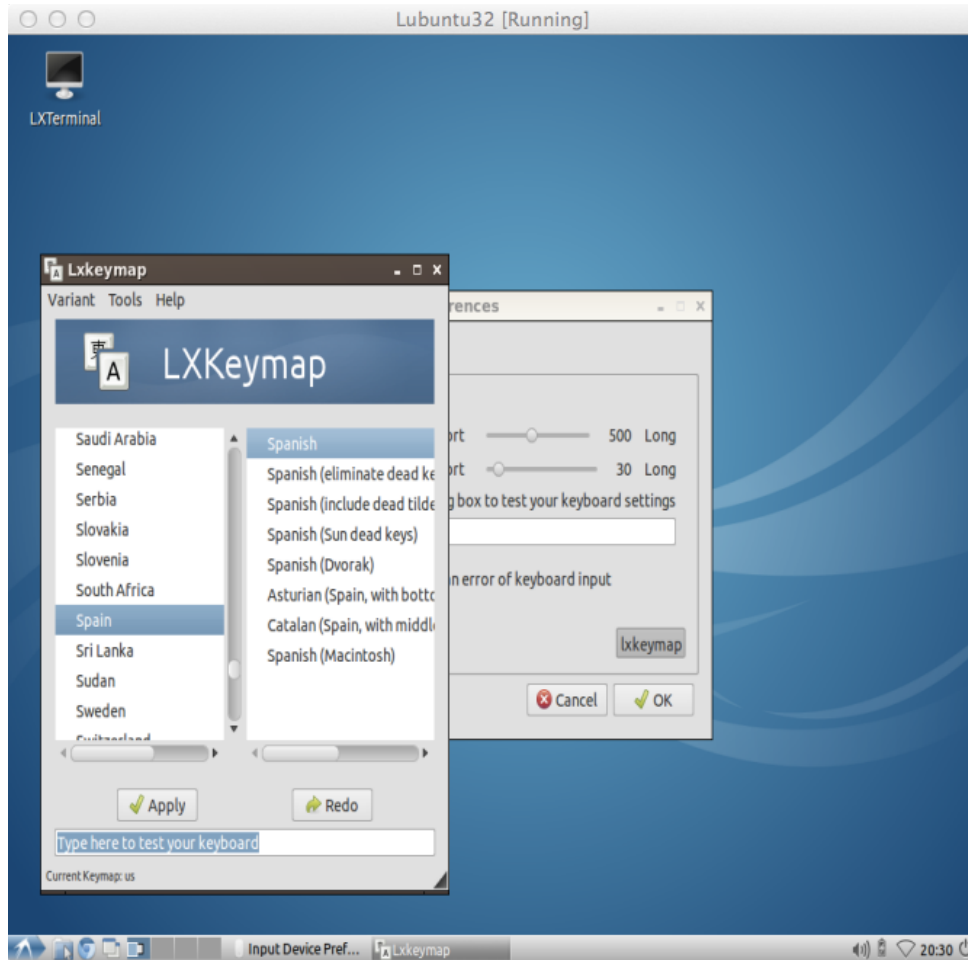 Lubuntu32 [Running]
LXTerminal
Lxkeymap
Variant Tools Help
東 A
LXKeymap
Saudi Arabia
Senegal
Serbia
Slovakia
Slovenia
South Africa
Spain
Sri Lanka
Sudan
Sweden
Switzerland
Spanish
Spanish (eliminate dead ke
Spanish (include dead tilde
Spanish (Sun dead keys)
Spanish (Dvorak)
Asturian (Spain, with botto
Catalan (Spain, with middl
Spanish (Macintosh)
Apply Redo
Type here to test your keyboard
Current Keymap: us
rences
ort 500 Long
ort 30 Long
g box to test your keyboard settings
n error of keyboard input
lxkeymap
Cancel OK
Input Device Pref... Lxkeymap 20:30